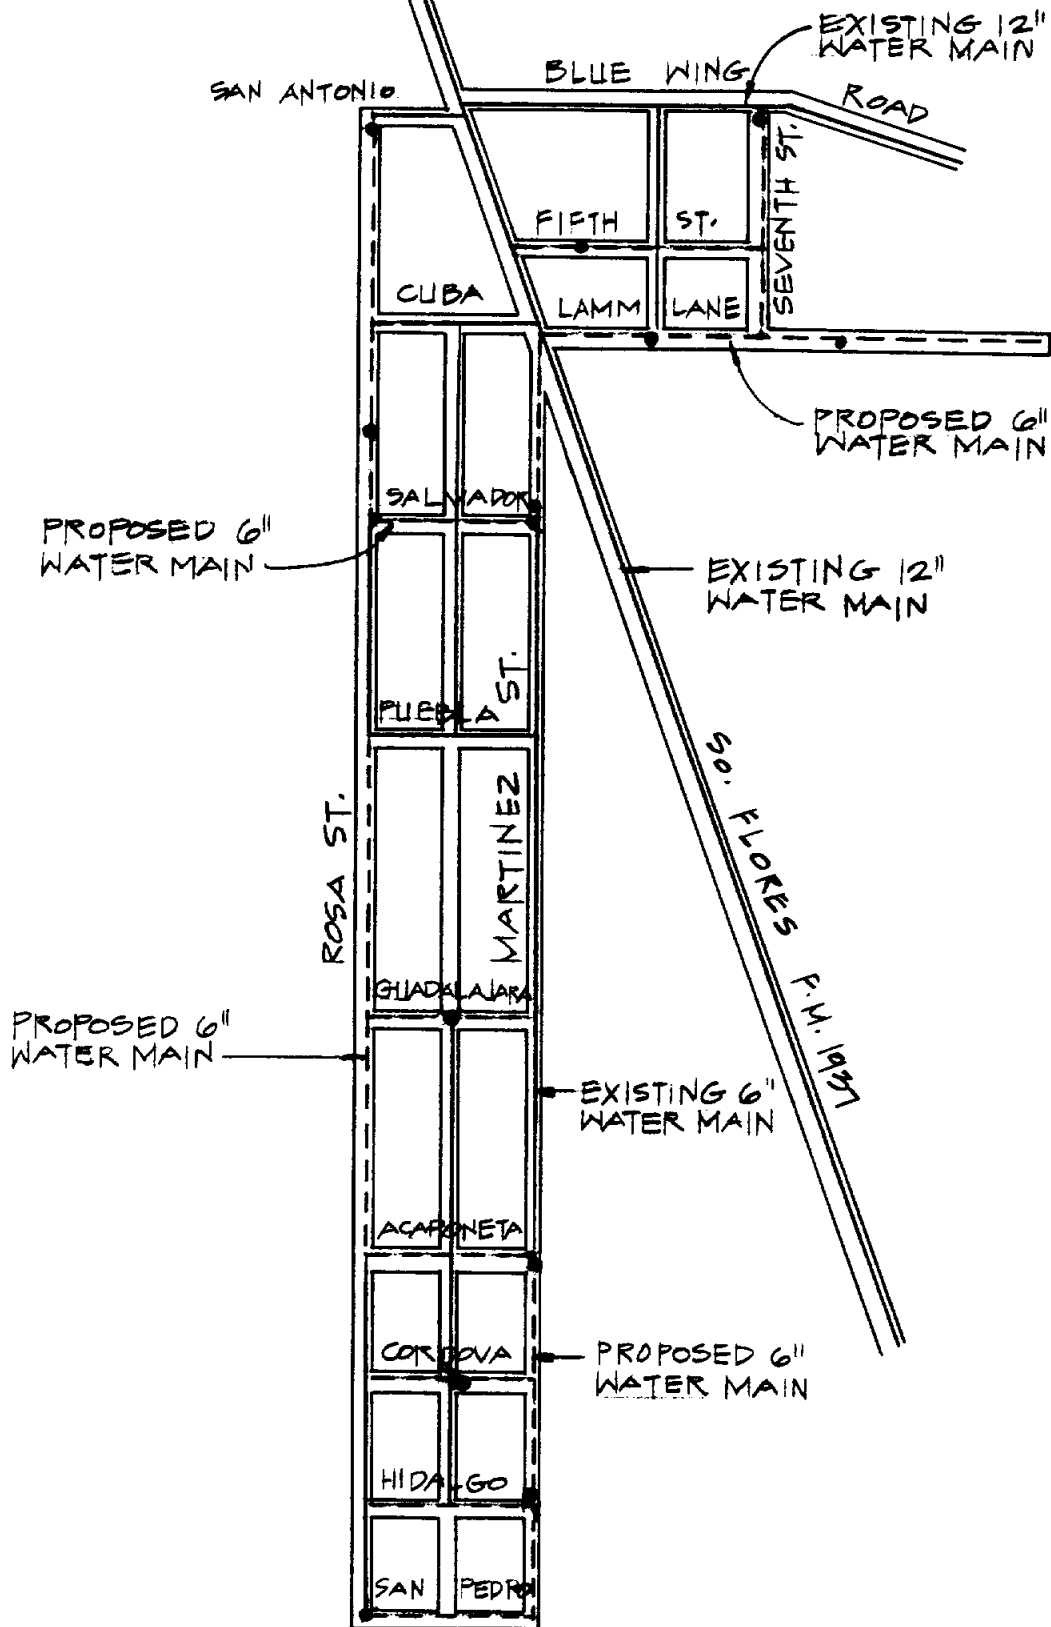 EXISTING 12"
WATER MAIN
BLUE WING
ROAD
SAN ANTONIO
SEVENTH ST.
FIFTH ST.
CUBA
LAMM LANE
PROPOSED 6"
WATER MAIN
SALVADOR
PROPOSED 6"
WATER MAIN
EXISTING 12"
WATER MAIN
PUEBLA
MARTINEZ ST.
SO. FLORES F.M. 1937
ROSA ST.
GUADALAJARA
PROPOSED 6"
WATER MAIN
EXISTING 6"
WATER MAIN
ACAPONETA
CORDOVA
PROPOSED 6"
WATER MAIN
HIDALGO
SAN PEDRO